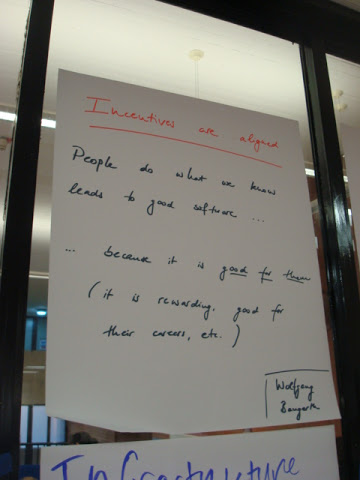 Incentives are aligned
People do what we know
leads to good software ...
... because it is good for them
(it is rewarding, good for
their careers, etc.)
Wolfgang
Bangerth
Infrastructure